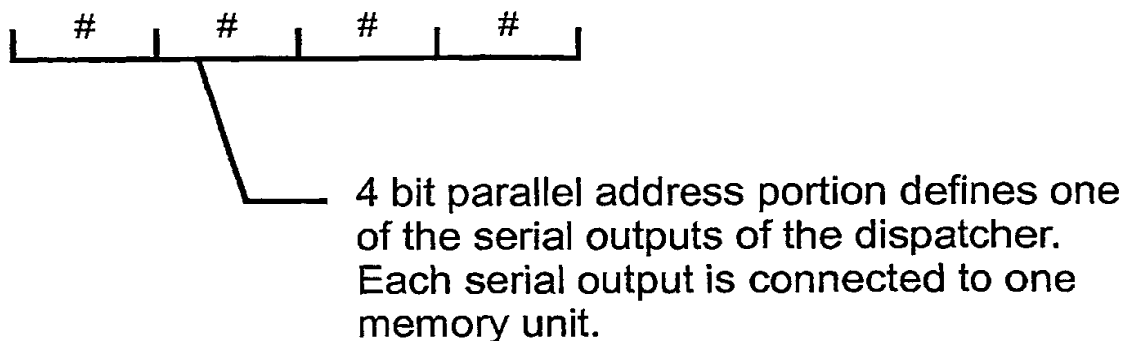 # # # #
4 bit parallel address portion defines one
of the serial outputs of the dispatcher.
Each serial output is connected to one
memory unit.